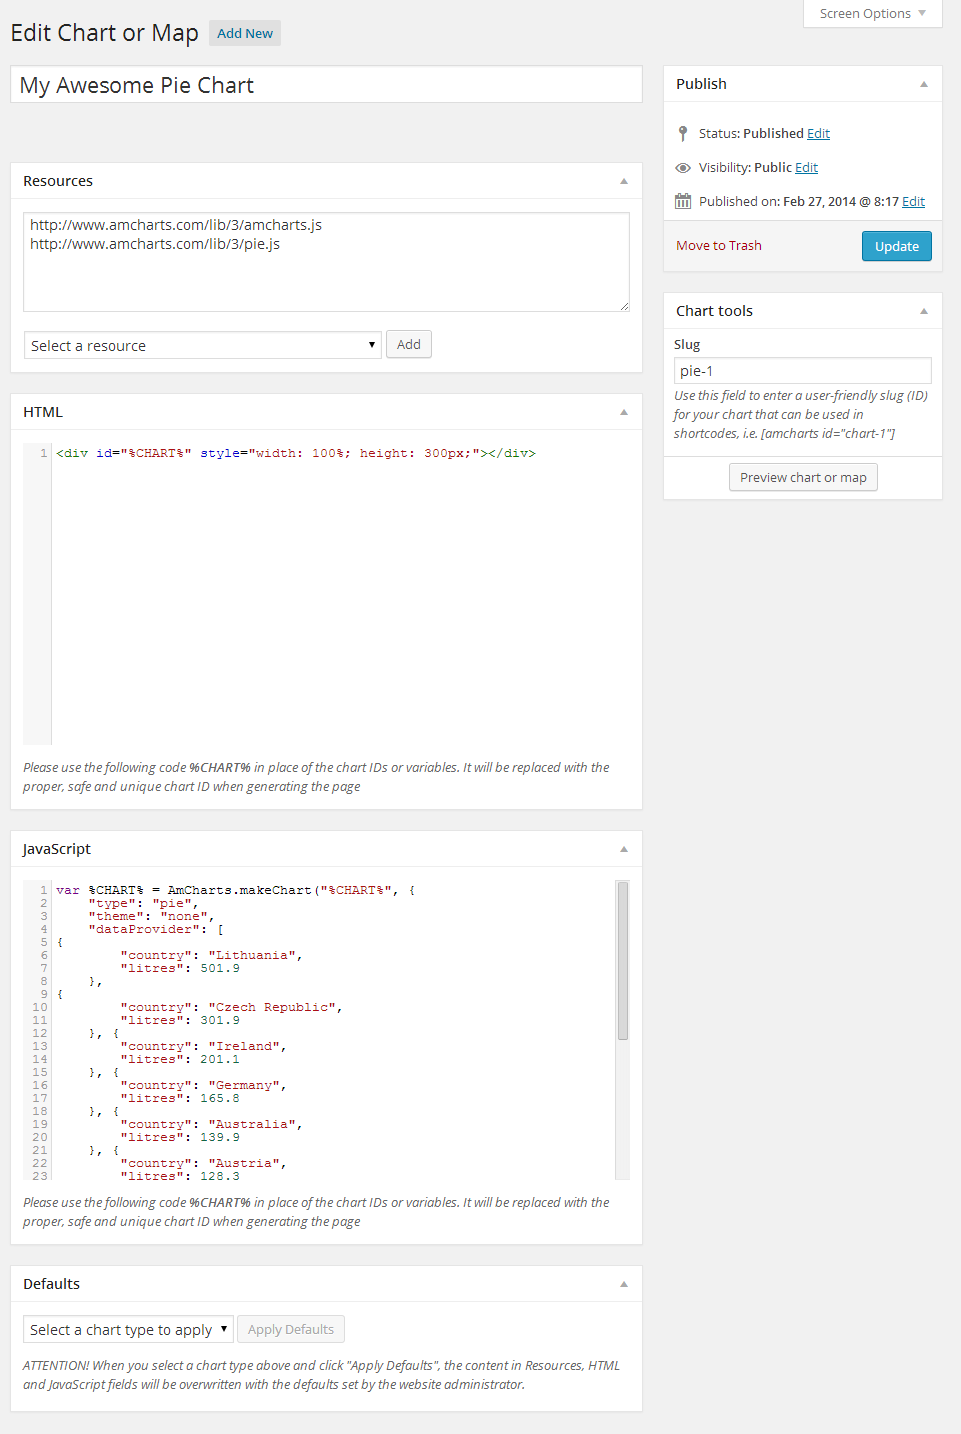 Screen Options
Edit Chart or Map Add New
My Awesome Pie Chart
Resources
http://www.amcharts.com/lib/3/amcharts.js
http://www.amcharts.com/lib/3/pie.js
Select a resource Add
HTML
1 <div id="%CHART%" style="width: 100%; height: 300px;"></div>
Please use the following code %CHART% in place of the chart IDs or variables. It will be replaced with the
proper, safe and unique chart ID when generating the page
JavaScript
1 var %CHART% = AmCharts.makeChart("%CHART%", {
2 "type": "pie",
3 "theme": "none",
4 "dataProvider": [
5 {
6 "country": "Lithuania",
7 "litres": 501.9
8 },
9 {
10 "country": "Czech Republic",
11 "litres": 301.9
12 }, {
13 "country": "Ireland",
14 "litres": 201.1
15 }, {
16 "country": "Germany",
17 "litres": 165.8
18 }, {
19 "country": "Australia",
20 "litres": 139.9
21 }, {
22 "country": "Austria",
23 "litres": 128.3
Please use the following code %CHART% in place of the chart IDs or variables. It will be replaced with the
proper, safe and unique chart ID when generating the page
Defaults
Select a chart type to apply Apply Defaults
ATTENTION! When you select a chart type above and click "Apply Defaults", the content in Resources, HTML
and JavaScript fields will be overwritten with the defaults set by the website administrator.
Publish
Status: Published Edit
Visibility: Public Edit
Published on: Feb 27, 2014 @ 8:17 Edit
Move to Trash Update
Chart tools
Slug
pie-1
Use this field to enter a user-friendly slug (ID)
for your chart that can be used in
shortcodes, i.e. [amcharts id="chart-1"]
Preview chart or map